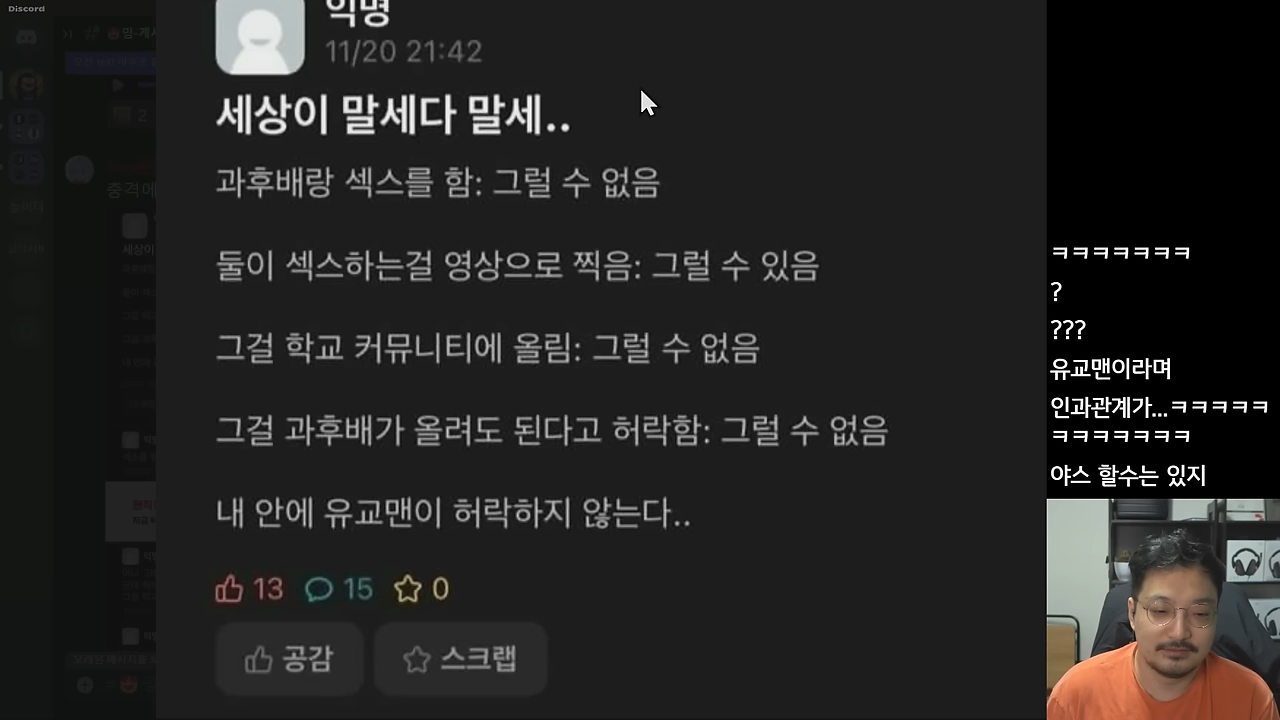 Discord
익명
11/20 21:42
세상이 말세다 말세..
과후배랑 섹스를 함: 그럴 수 없음
둘이 섹스하는걸 영상으로 찍음: 그럴 수 있음
그걸 학교 커뮤니티에 올림: 그럴 수 없음
그걸 과후배가 올려도 된다고 허락함: 그럴 수 없음
내 안에 유교맨이 허락하지 않는다..
13 15 0
공감 스크랩
ㅋㅋㅋㅋㅋㅋㅋ
?
???
유교맨이라며
인과관계가...ㅋㅋㅋㅋㅋ
ㅋㅋㅋㅋㅋㅋㅋ
야스 할수는 있지